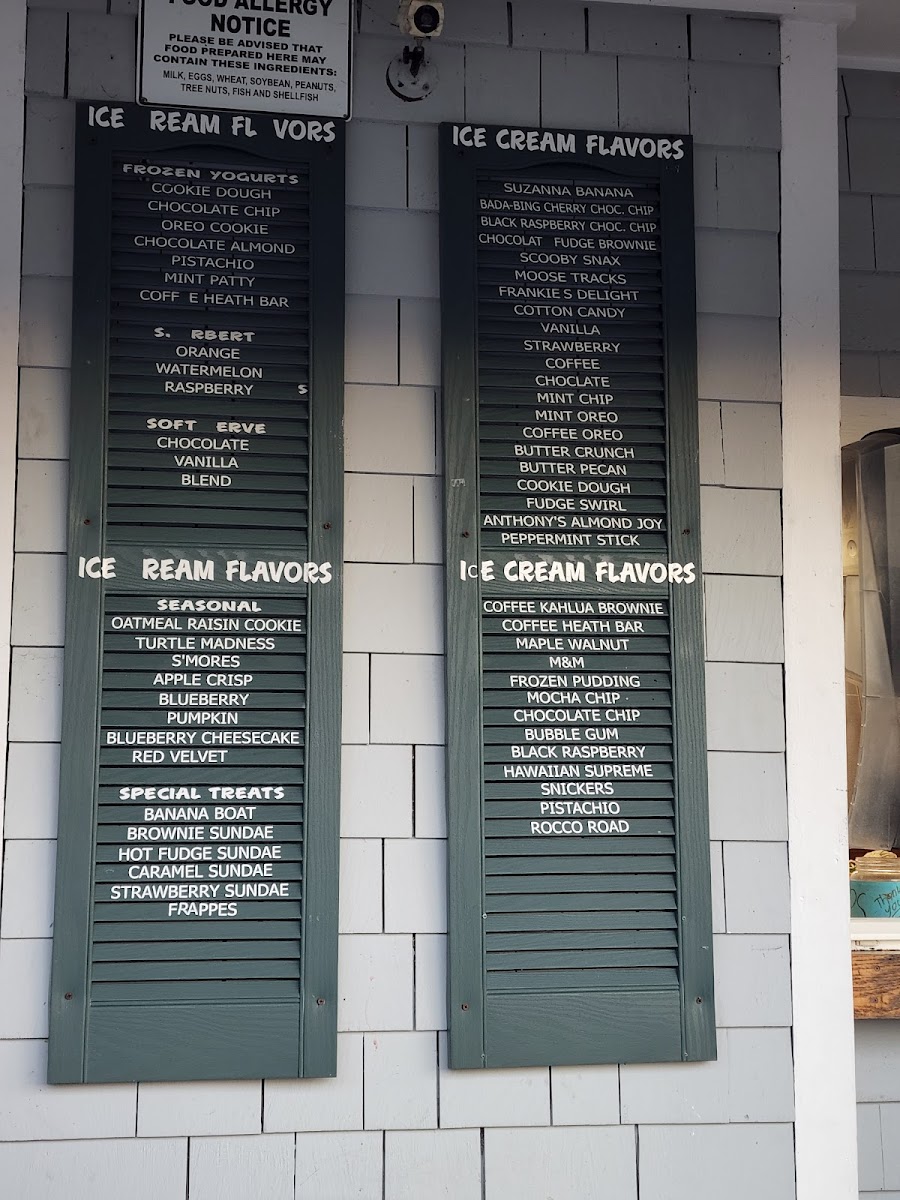 FOOD ALLERGY
NOTICE
PLEASE BE ADVISED THAT
FOOD PREPARED HERE MAY
CONTAIN THESE INGREDIENTS:
MILK, EGGS, WHEAT, SOYBEAN, PEANUTS,
TREE NUTS, FISH AND SHELLFISH
ICE REAM FL VORS
FROZEN YOGURTS
COOKIE DOUGH
CHOCOLATE CHIP
OREO COOKIE
CHOCOLATE ALMOND
PISTACHIO
MINT PATTY
COFF E HEATH BAR
S. RBERT
ORANGE
WATERMELON
RASPBERRY S
SOFT ERVE
CHOCOLATE
VANILLA
BLEND
ICE REAM FLAVORS
SEASONAL
OATMEAL RAISIN COOKIE
TURTLE MADNESS
S'MORES
APPLE CRISP
BLUEBERRY
PUMPKIN
BLUEBERRY CHEESECAKE
RED VELVET
SPECIAL TREATS
BANANA BOAT
BROWNIE SUNDAE
HOT FUDGE SUNDAE
CARAMEL SUNDAE
STRAWBERRY SUNDAE
FRAPPES
ICE CREAM FLAVORS
SUZANNA BANANA
BADA-BING CHERRY CHOC. CHIP
BLACK RASPBERRY CHOC. CHIP
CHOCOLAT FUDGE BROWNIE
SCOOBY SNAX
MOOSE TRACKS
FRANKIE S DELIGHT
COTTON CANDY
VANILLA
STRAWBERRY
COFFEE
CHOCLATE
MINT CHIP
MINT OREO
COFFEE OREO
BUTTER CRUNCH
BUTTER PECAN
COOKIE DOUGH
FUDGE SWIRL
ANTHONY'S ALMOND JOY
PEPPERMINT STICK
ICE CREAM FLAVORS
COFFEE KAHLUA BROWNIE
COFFEE HEATH BAR
MAPLE WALNUT
M&M
FROZEN PUDDING
MOCHA CHIP
CHOCOLATE CHIP
BUBBLE GUM
BLACK RASPBERRY
HAWAIIAN SUPREME
SNICKERS
PISTACHIO
ROCCO ROAD
Thank
you